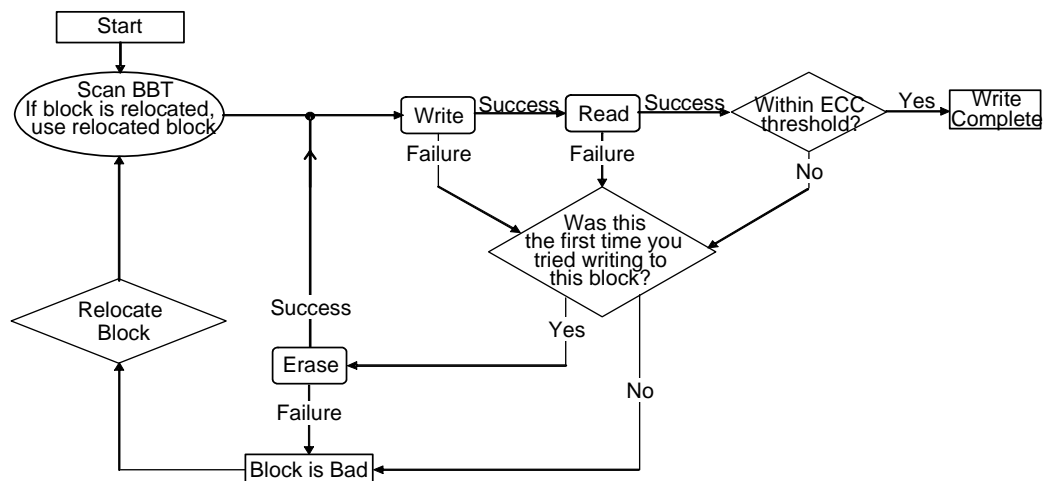 Start
Scan BBT
If block is relocated,
use relocated block
Write
Success
Read
Success
Within ECC
threshold?
Yes
Write
Complete
Failure
Failure
No
Was this
the first time you
tried writing to
this block?
Relocate
Block
Success
Yes
Erase
No
Failure
Block is Bad